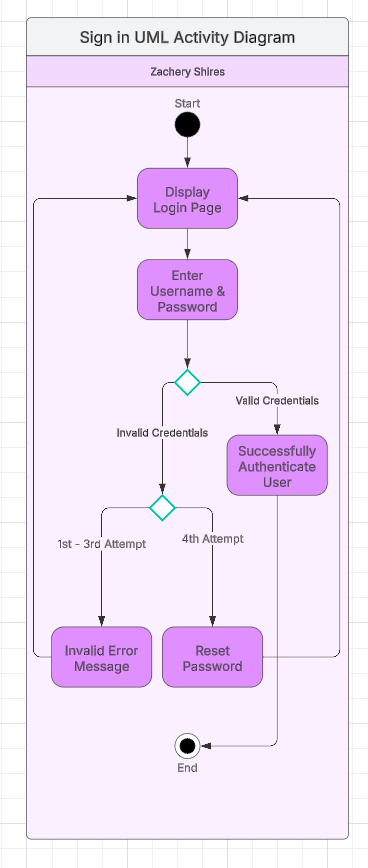 Sign in UML Activity Diagram
Zachery Shires
Start
Display
Login Page
Enter
Username &
Password
Valid Credentials
Invalid Credentials
Successfully
Authenticate
User
1st - 3rd Attempt
4th Attempt
Invalid Error
Message
Reset
Password
End